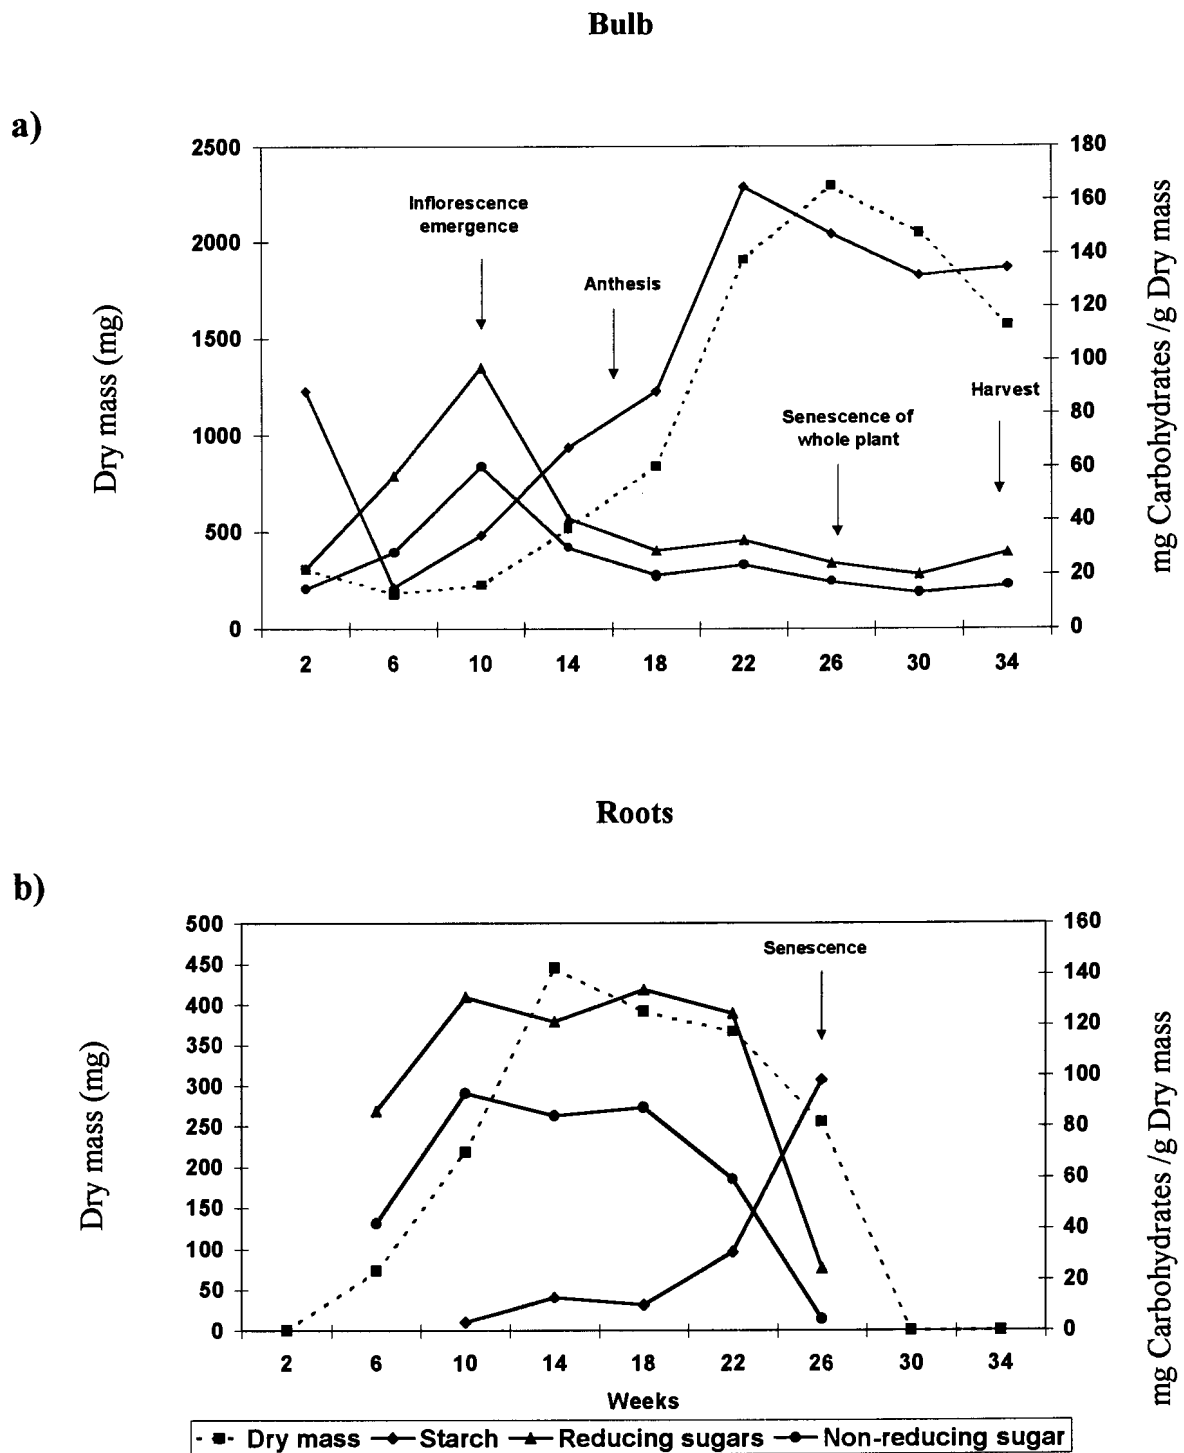 Bulb
a)
2500
2000
1500
1000
500
0
180
160
140
120
100
80
60
40
20
0
Dry mass (mg)
mg Carbohydrates /g Dry mass
Inflorescence
emergence
Anthesis
Senescence of
whole plant
Harvest
2 6 10 14 18 22 26 30 34
Roots
b)
500
450
400
350
300
250
200
150
100
50
0
160
140
120
100
80
60
40
20
0
Dry mass (mg)
mg Carbohydrates /g Dry mass
Senescence
2 6 10 14 18 22 26 30 34
Weeks
Dry mass Starch Reducing sugars Non-reducing sugar